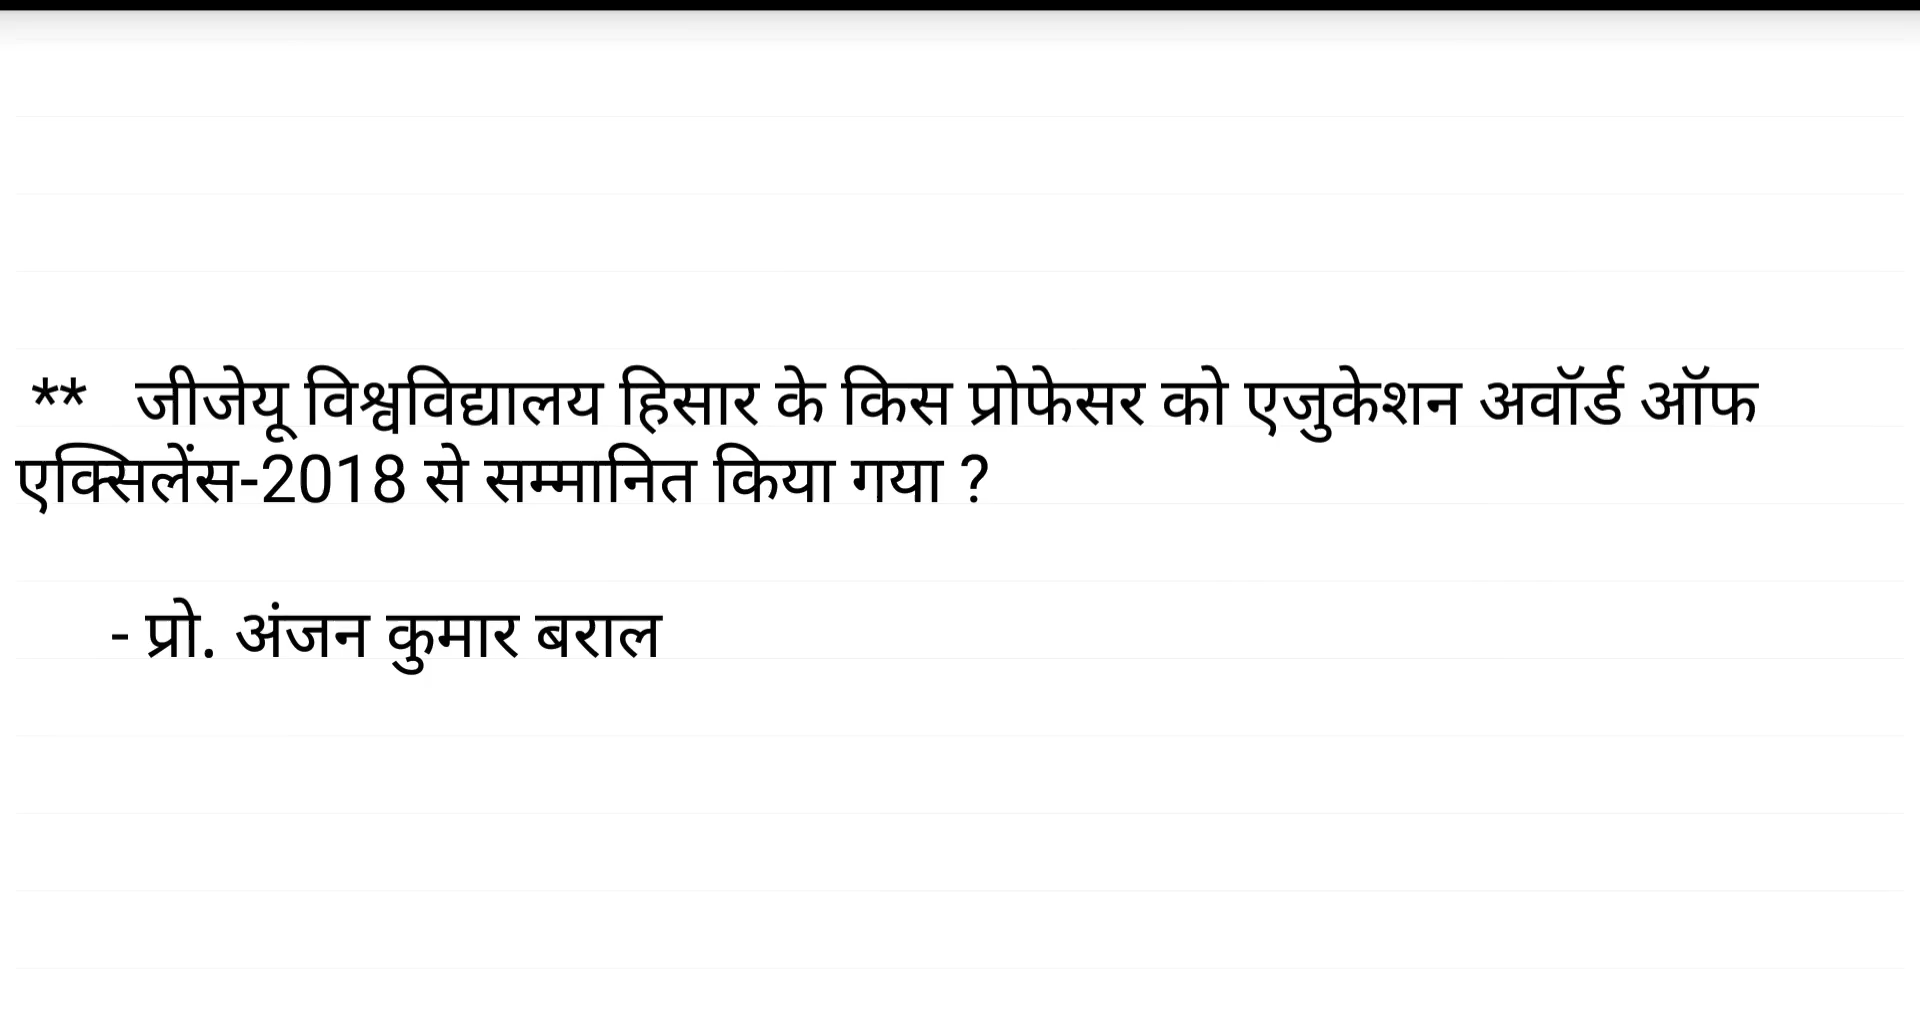 ** जीजेयू विश्वविद्यालय हिसार के किस प्रोफेसर को एजुकेशन अवॉर्ड ऑफ
एक्सिलेंस-2018 से सम्मानित किया गया ?
- प्रो. अंजन कुमार बराल